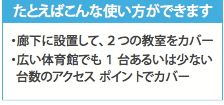 たとえばこんな使い方ができます
・廊下に設置して、2つの教室をカバー
・広い体育館でも 1 台あるいは少ない
台数のアクセス ポイントでカバー